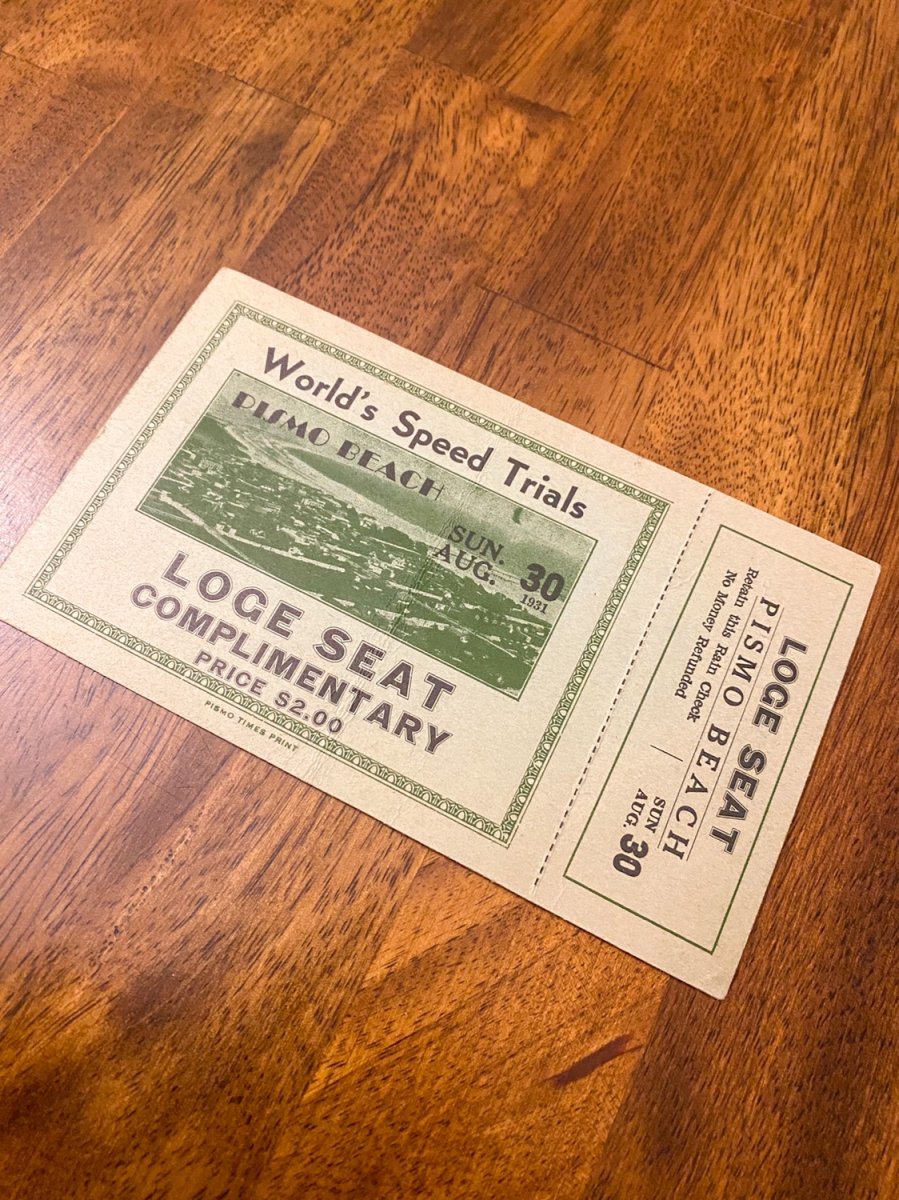 World's Speed Trials
PISMO BEACH
SUN.
AUG. 30
1931
LOGE SEAT
COMPLIMENTARY
PRICE $2.00
PISMO TIMES PRINT
LOGE SEAT
PISMO BEACH
Retain this Rain Check
No Money Refunded
SUN
AUG. 30